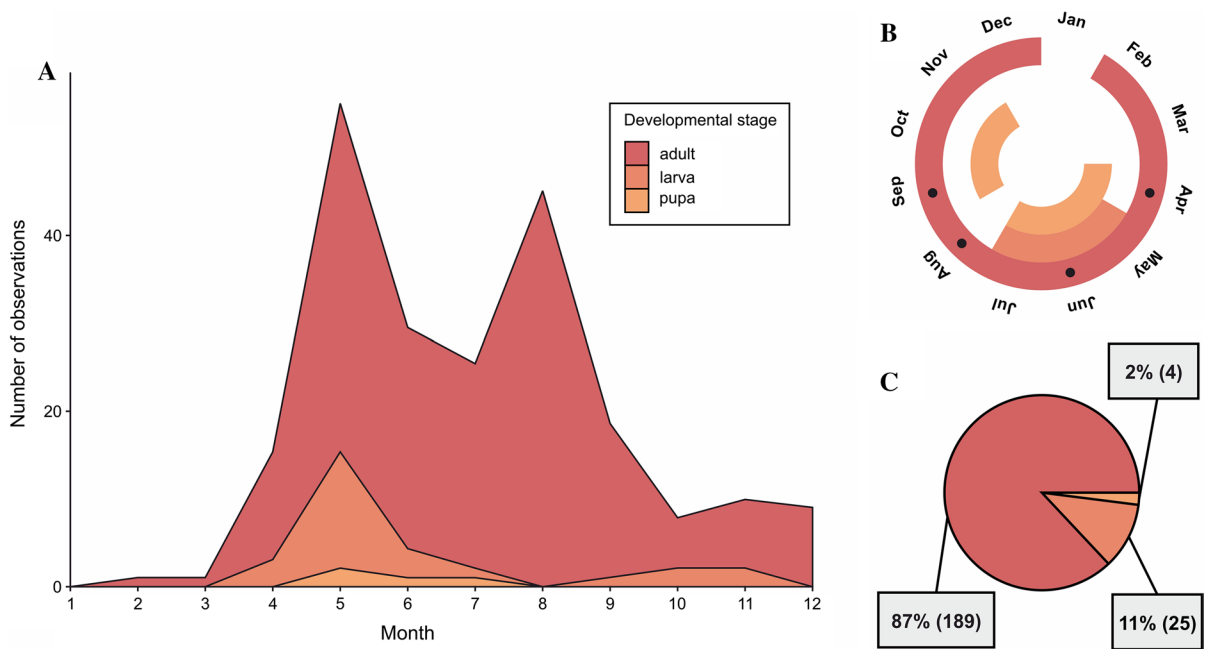 A
Number of observations
40
20
0
1 2 3 4 5 6 7 8 9 10 11 12
Month
Developmental stage
adult
larva
pupa
B
Jan
Feb
Mar
Apr
May
Jun
Jul
Aug
Sep
Oct
Nov
Dec
C
2% (4)
87% (189)
11% (25)